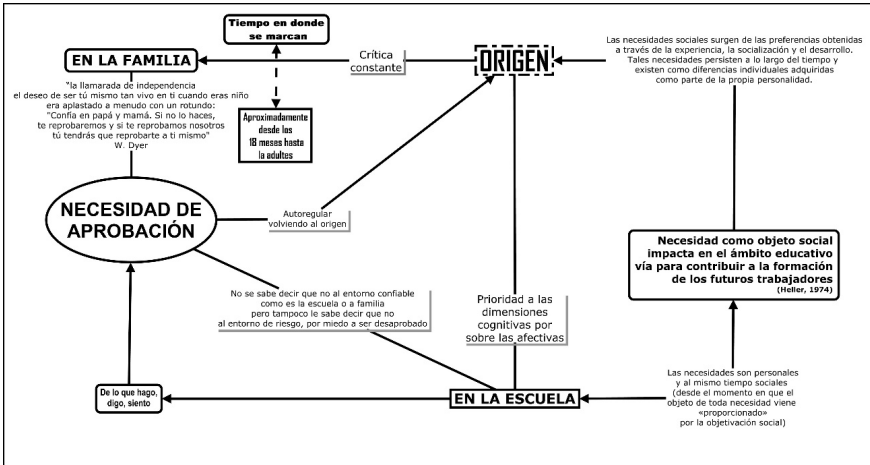 Tiempo en donde
se marcan
EN LA FAMILIA
Crítica
constante
ORIGEN
Las necesidades sociales surgen de las preferencias obtenidas
a través de la experiencia, la socialización y el desarrollo.
Tales necesidades persisten a lo largo del tiempo y
existen como diferencias individuales adquiridas
como parte de la propia personalidad.
"la llamarada de independencia
el deseo de ser tú mismo tan vivo en ti cuando eras niño
era aplastado a menudo con un rotundo:
"Confía en papá y mamá. Si no lo haces,
te reprobaremos y si te reprobamos nosotros
tú tendrás que reprobarte a ti mismo"
W. Dyer
Aproximadamente
desde los
18 meses hasta
la adultes
NECESIDAD DE
APROBACIÓN
Autoregular
volviendo al origen
Necesidad como objeto social
impacta en el ámbito educativo
vía para contribuir a la formación
de los futuros trabajadores
(Heller, 1974)
No se sabe decir que no al entorno confiable
como es la escuela o a familia
pero tampoco le sabe decir que no
al entorno de riesgo, por miedo a ser desaprobado
Prioridad a las
dimensiones
cognitivas por
sobre las afectivas
De lo que hago,
digo, siento
EN LA ESCUELA
Las necesidades son personales
y al mismo tiempo sociales
(desde el momento en que el
objeto de toda necesidad viene
«proporcionado»
por la objetivación social)